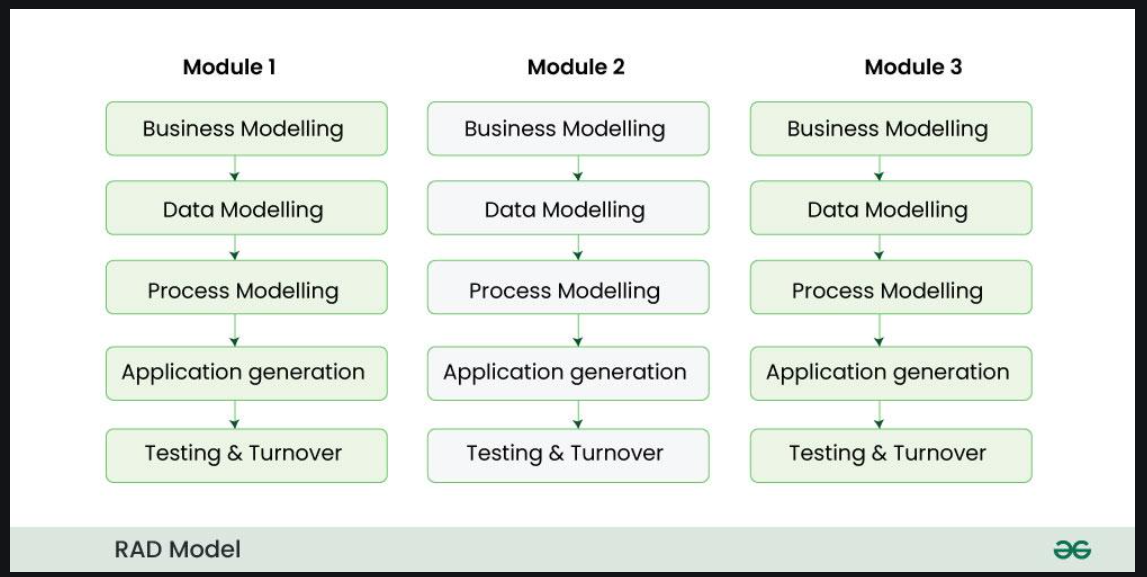 Module 1
Module 2
Module 3
Business Modelling
Business Modelling
Business Modelling
Data Modelling
Data Modelling
Data Modelling
Process Modelling
Process Modelling
Process Modelling
Application generation
Application generation
Application generation
Testing & Turnover
Testing & Turnover
Testing & Turnover
RAD Model